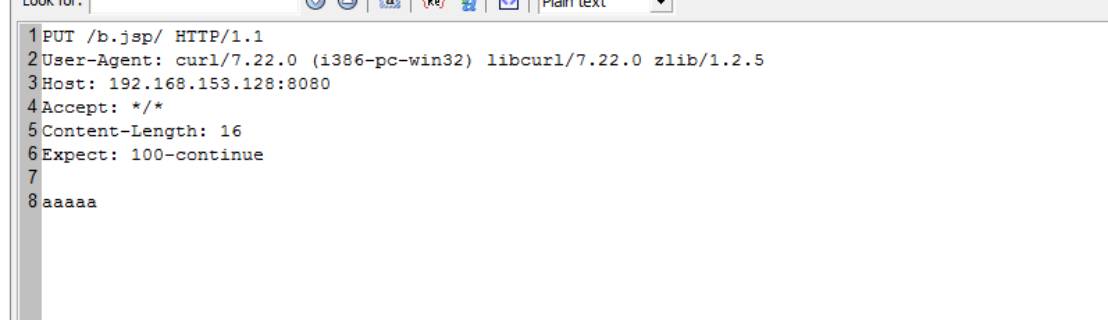 Look for:
Plain text
1 PUT /b.jsp/ HTTP/1.1
2 User-Agent: curl/7.22.0 (i386-pc-win32) libcurl/7.22.0 zlib/1.2.5
3 Host: 192.168.153.128:8080
4 Accept: */*
5 Content-Length: 16
6 Expect: 100-continue
7
8 aaaaa